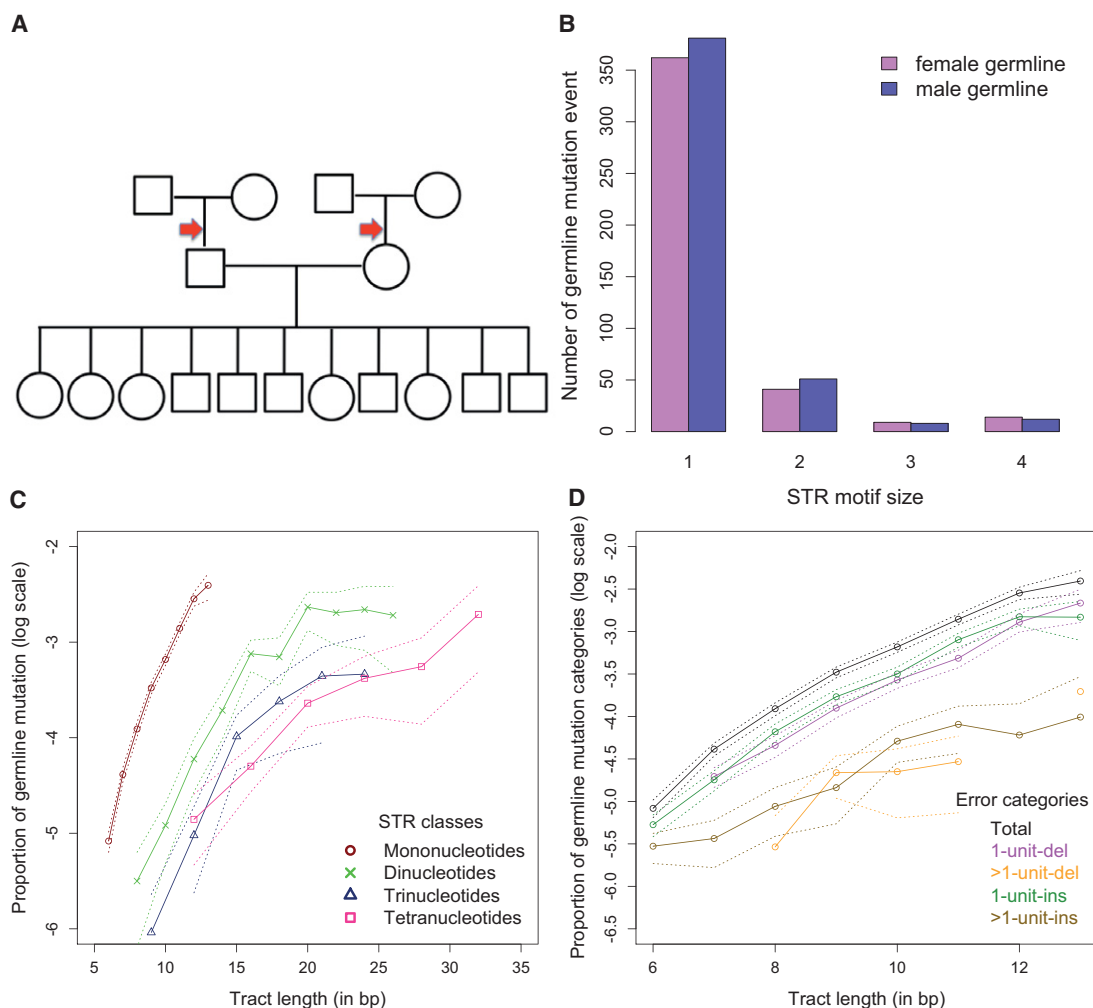 A
B
Number of germline mutation event
350
300
250
200
150
100
50
0
female germline
male germline
1 2 3 4
STR motif size
C
Proportion of germline mutation (log scale)
-2
-3
-4
-5
-6
STR classes
Mononucleotides
Dinucleotides
Trinucleotides
Tetranucleotides
5 10 15 20 25 30 35
Tract length (in bp)
D
Proportion of germline mutation categories (log scale)
-2.0
-2.5
-3.0
-3.5
-4.0
-4.5
-5.0
-5.5
-6.0
-6.5
Error categories
Total
1-unit-del
>1-unit-del
1-unit-ins
>1-unit-ins
6 8 10 12
Tract length (in bp)